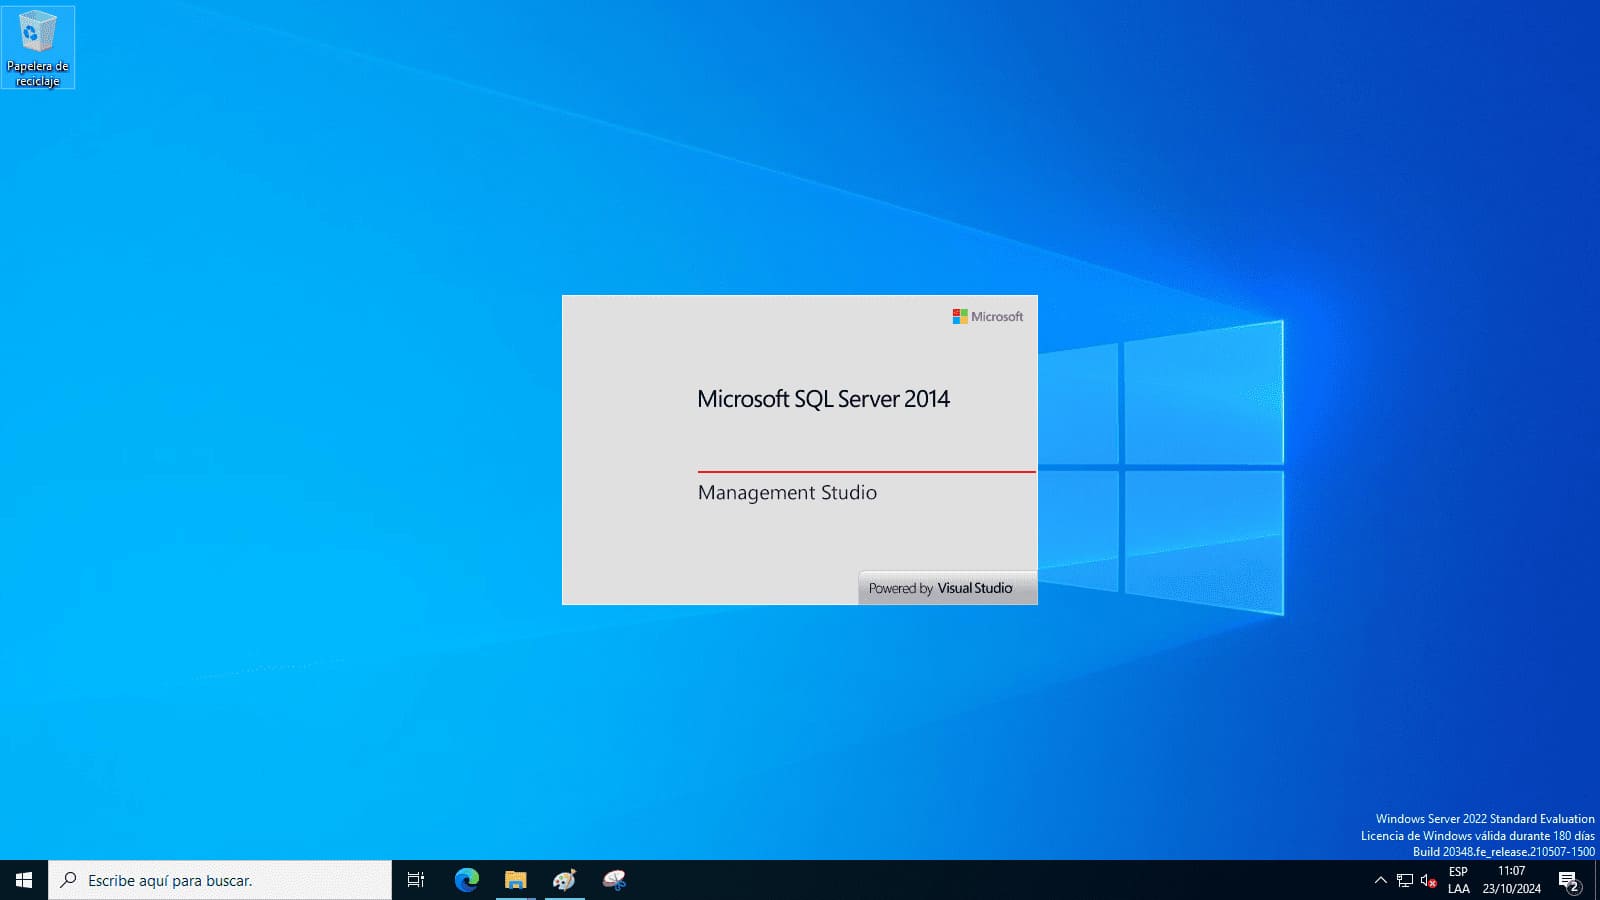 Papelera de
reciclaje
Microsoft
Microsoft SQL Server 2014
Management Studio
Powered by Visual Studio
Windows Server 2022 Standard Evaluation
Licencia de Windows válida durante 180 días
Build 20348.fe_release.210507-1500
Escribe aquí para buscar.
ESP
LAA
11:07
23/10/2024
2